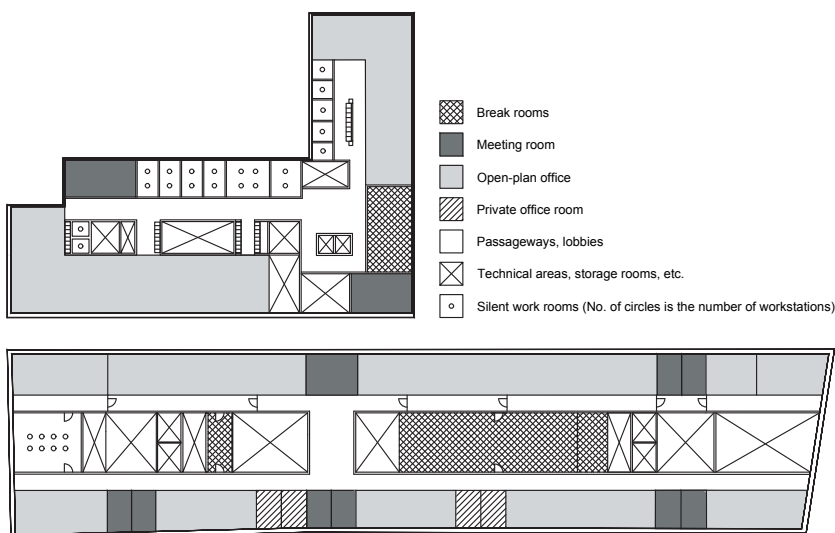 Break rooms
Meeting room
Open-plan office
Private office room
Passageways, lobbies
Technical areas, storage rooms, etc.
Silent work rooms (No. of circles is the number of workstations)